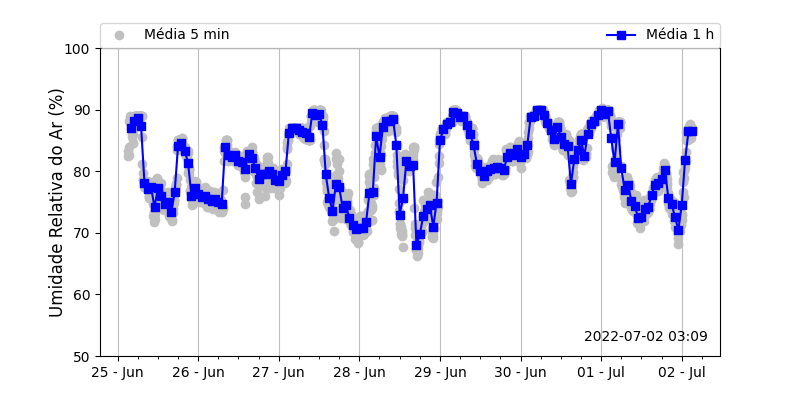 Média 5 min
Média 1 h
Umidade Relativa do Ar (%)
100
90
80
70
60
50
2022-07-02 03:09
25 - Jun
26 - Jun
27 - Jun
28 - Jun
29 - Jun
30 - Jun
01 - Jul
02 - Jul